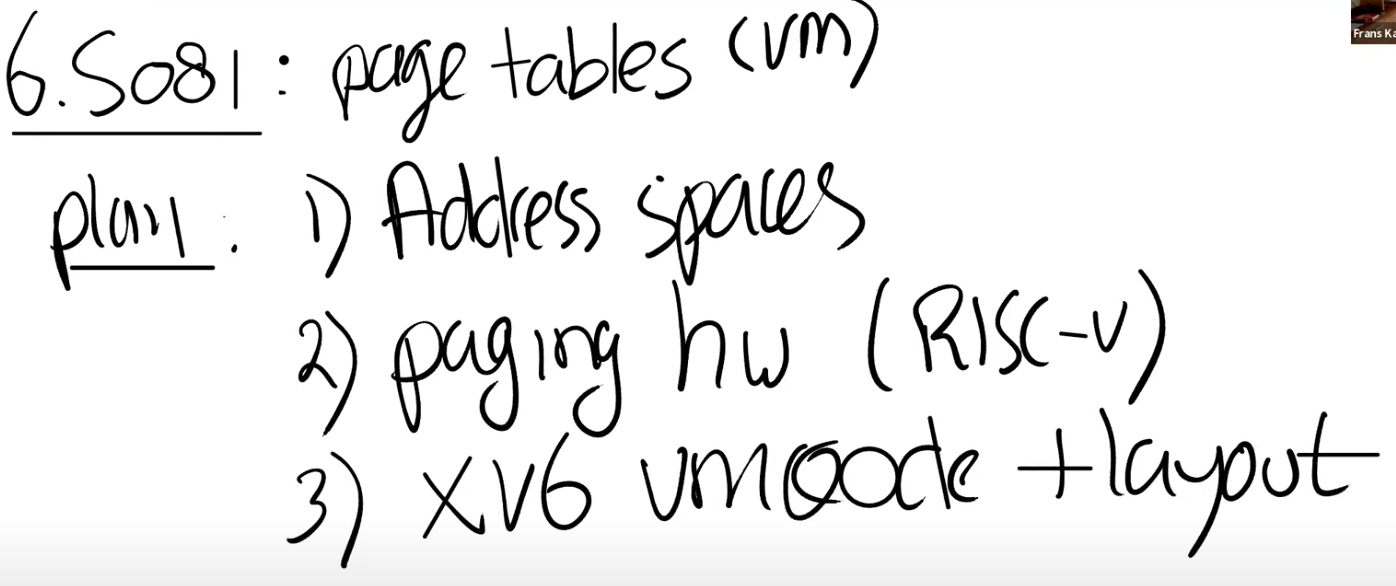 6.S081: page tables (vm)
Frans Ka
plan: 1) Address spaces
2) paging hw (RISC-V)
3) XV6 vm code + layout